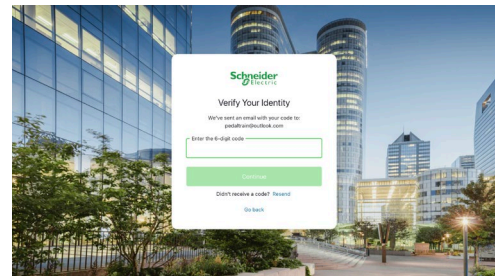 Schneider
Electric
Verify Your Identity
We've sent an email with your code to:
pedaltrain@outlook.com
Enter the 6-digit code
Continue
Didn't receive a code? Resend
Go back